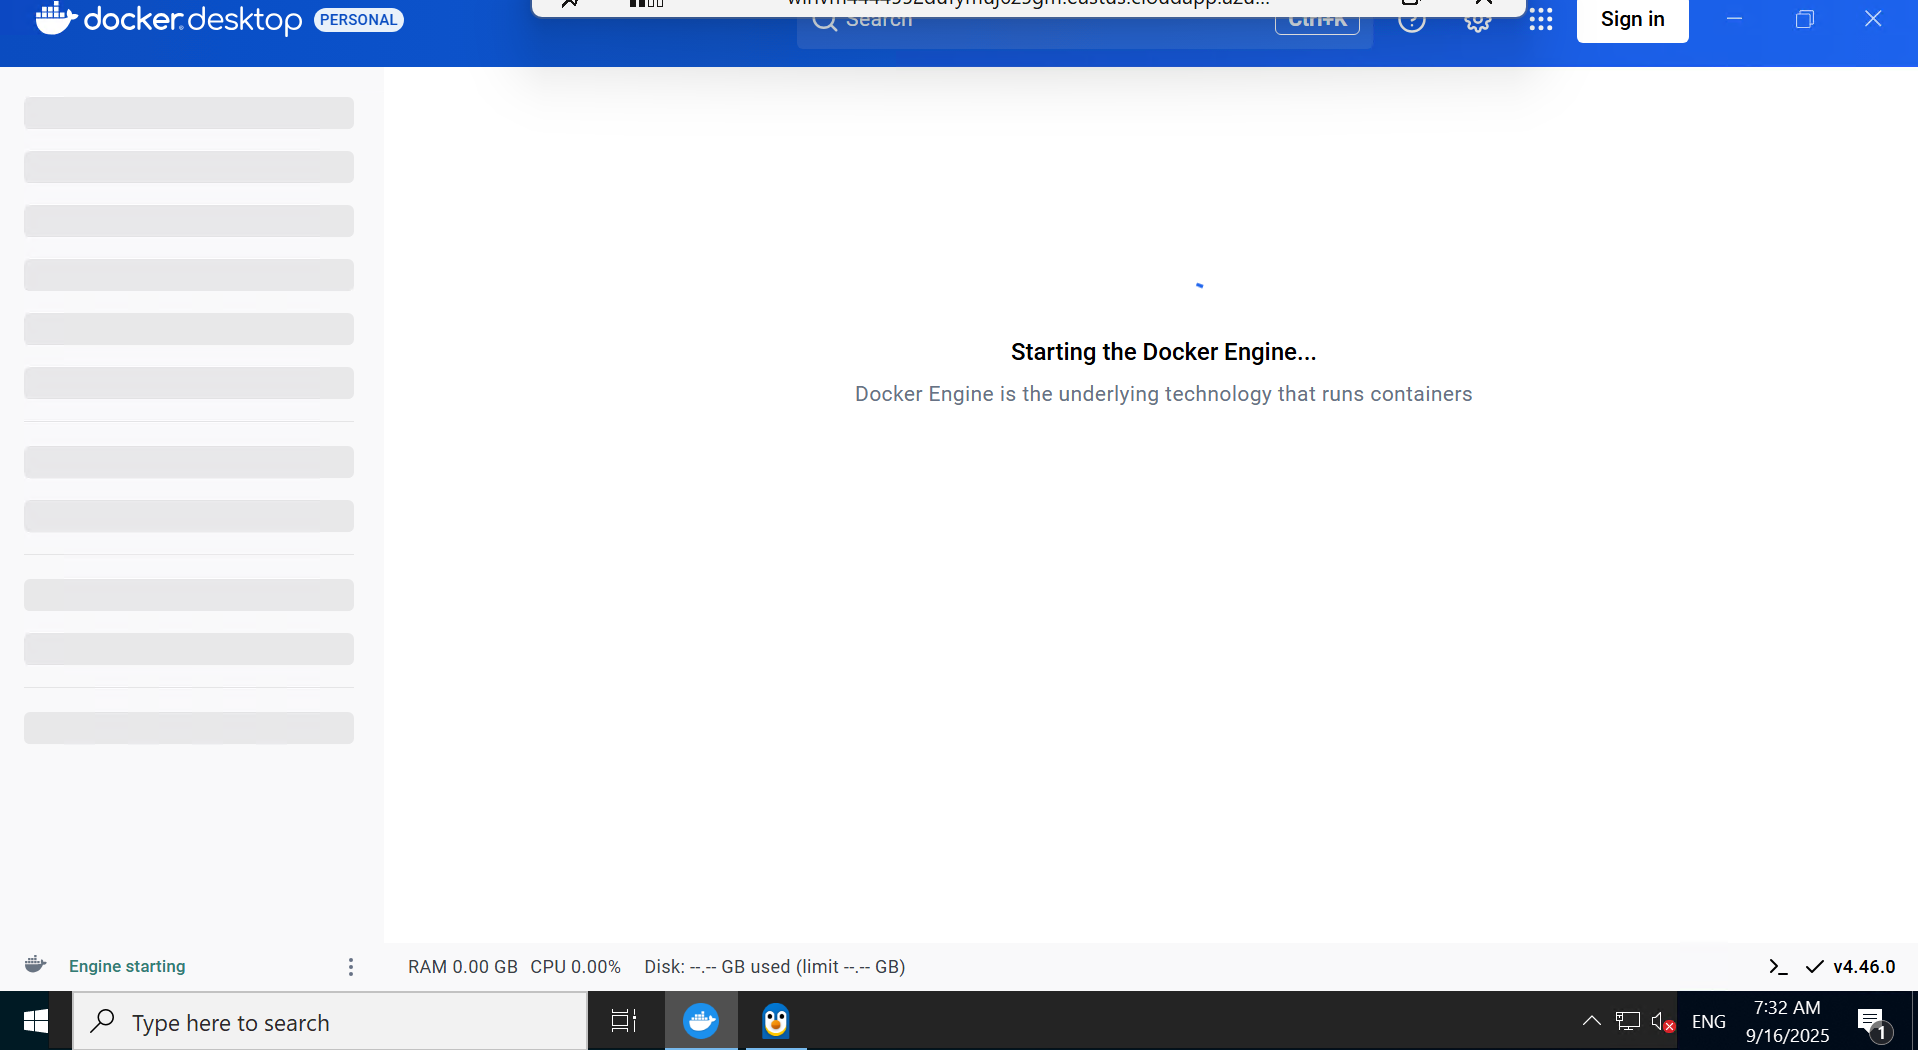 docker.desktop PERSONAL
Search
Ctrl+K
Sign in
Starting the Docker Engine...
Docker Engine is the underlying technology that runs containers
Engine starting
RAM 0.00 GB CPU 0.00% Disk: --.-- GB used (limit --.-- GB)
v4.46.0
Type here to search
ENG
7:32 AM
9/16/2025
1